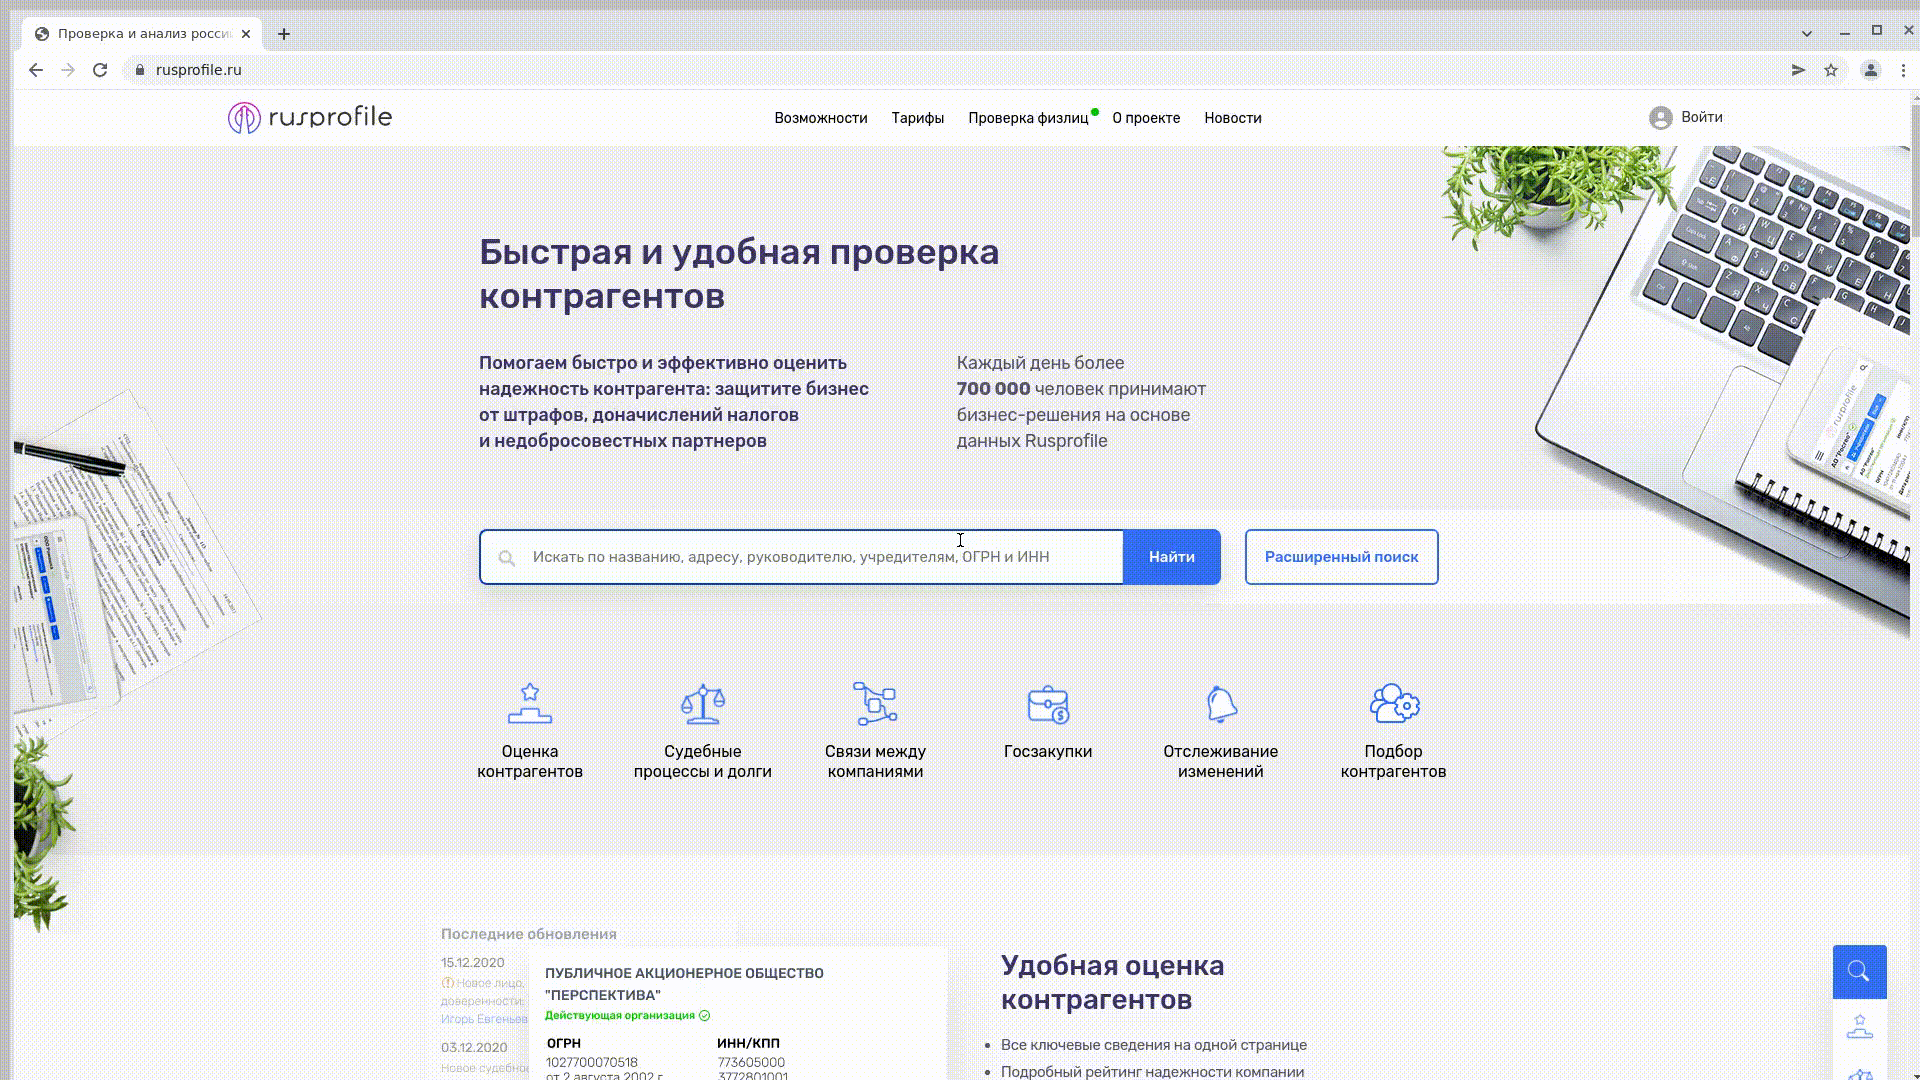 Проверка и анализ росси
rusprofile.ru
rusprofile
Возможности
Тарифы
Проверка физлиц
О проекте
Новости
Войти
Быстрая и удобная проверка
контрагентов
Помогаем быстро и эффективно оценить
надежность контрагента: защитите бизнес
от штрафов, доначислений налогов
и недобросовестных партнеров
Каждый день более
700 000 человек принимают
бизнес-решения на основе
данных Rusprofile
Искать по названию, адресу, руководителю, учредителям, ОГРН и ИНН
Найти
Расширенный поиск
Оценка
контрагентов
Судебные
процессы и долги
Связи между
компаниями
Госзакупки
Отслеживание
изменений
Подбор
контрагентов
Последние обновления
15.12.2020
Новое лицо,
доверенности:
Игорь Евгеньев
03.12.2020
Новое судебно
ПУБЛИЧНОЕ АКЦИОНЕРНОЕ ОБЩЕСТВО
"ПЕРСПЕКТИВА"
Действующая организация
ОГРН
1027700070518
от 2 августа 2002 г.
ИНН/КПП
773605000
3772801001
Удобная оценка
контрагентов
Все ключевые сведения на одной странице
Подробный рейтинг надежности компании